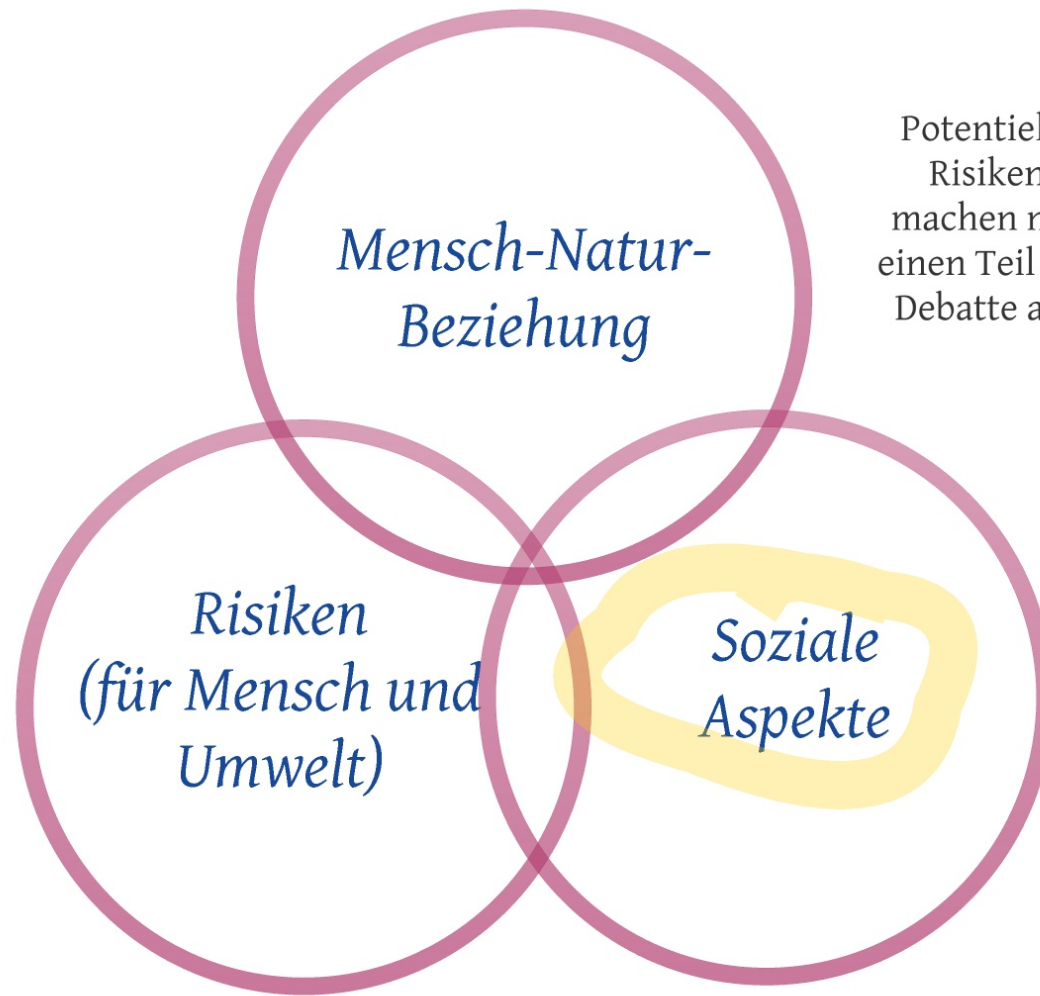 Mensch-Natur-
Beziehung
Risiken
machen
einen Teil
Debatte
Risiken
(für Mensch und
Umwelt)
Soziale
Aspekte